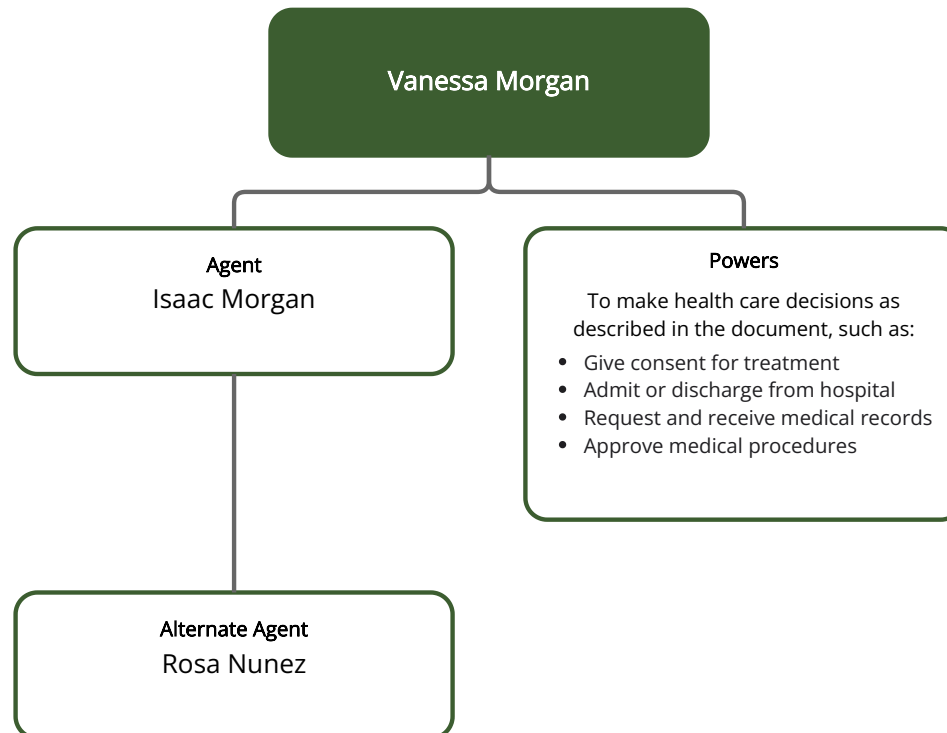 Vanessa Morgan
Agent
Isaac Morgan
Powers
To make health care decisions as
described in the document, such as:
• Give consent for treatment
• Admit or discharge from hospital
• Request and receive medical records
• Approve medical procedures
Alternate Agent
Rosa Nunez